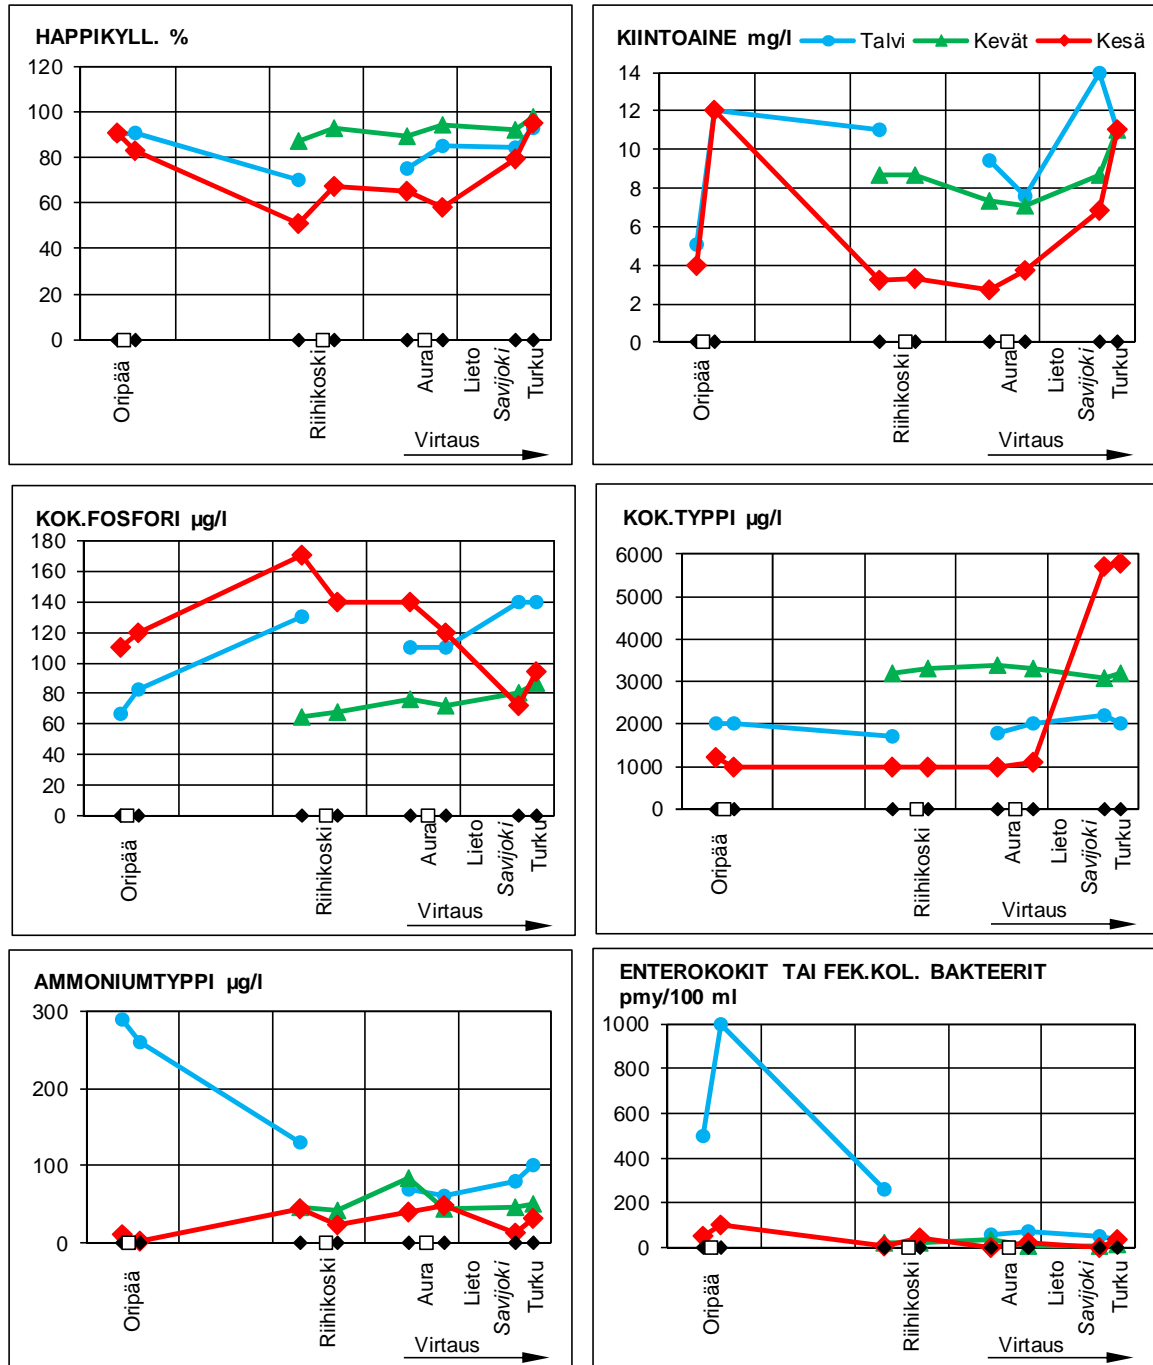 HAPPIKYLL. %
120
100
80
60
40
20
0
Oripää
Riihikoski
Aura
Lieto
Savijoki
Turku
Virtaus
KIINTOAINE mg/l
Talvi
Kevät
Kesä
14
12
10
8
6
4
2
0
Oripää
Riihikoski
Aura
Lieto
Savijoki
Turku
Virtaus
KOK.FOSFORI µg/l
180
160
140
120
100
80
60
40
20
0
Oripää
Riihikoski
Aura
Lieto
Savijoki
Turku
Virtaus
KOK.TYPPI µg/l
6000
5000
4000
3000
2000
1000
0
Oripää
Riihikoski
Aura
Lieto
Savijoki
Turku
Virtaus
AMMONIUMTYPPI µg/l
300
200
100
0
Oripää
Riihikoski
Aura
Lieto
Savijoki
Turku
Virtaus
ENTEROKOKIT TAI FEK.KOL. BAKTEERIT
pmy/100 ml
1000
800
600
400
200
0
Oripää
Riihikoski
Aura
Lieto
Savijoki
Turku
Virtaus